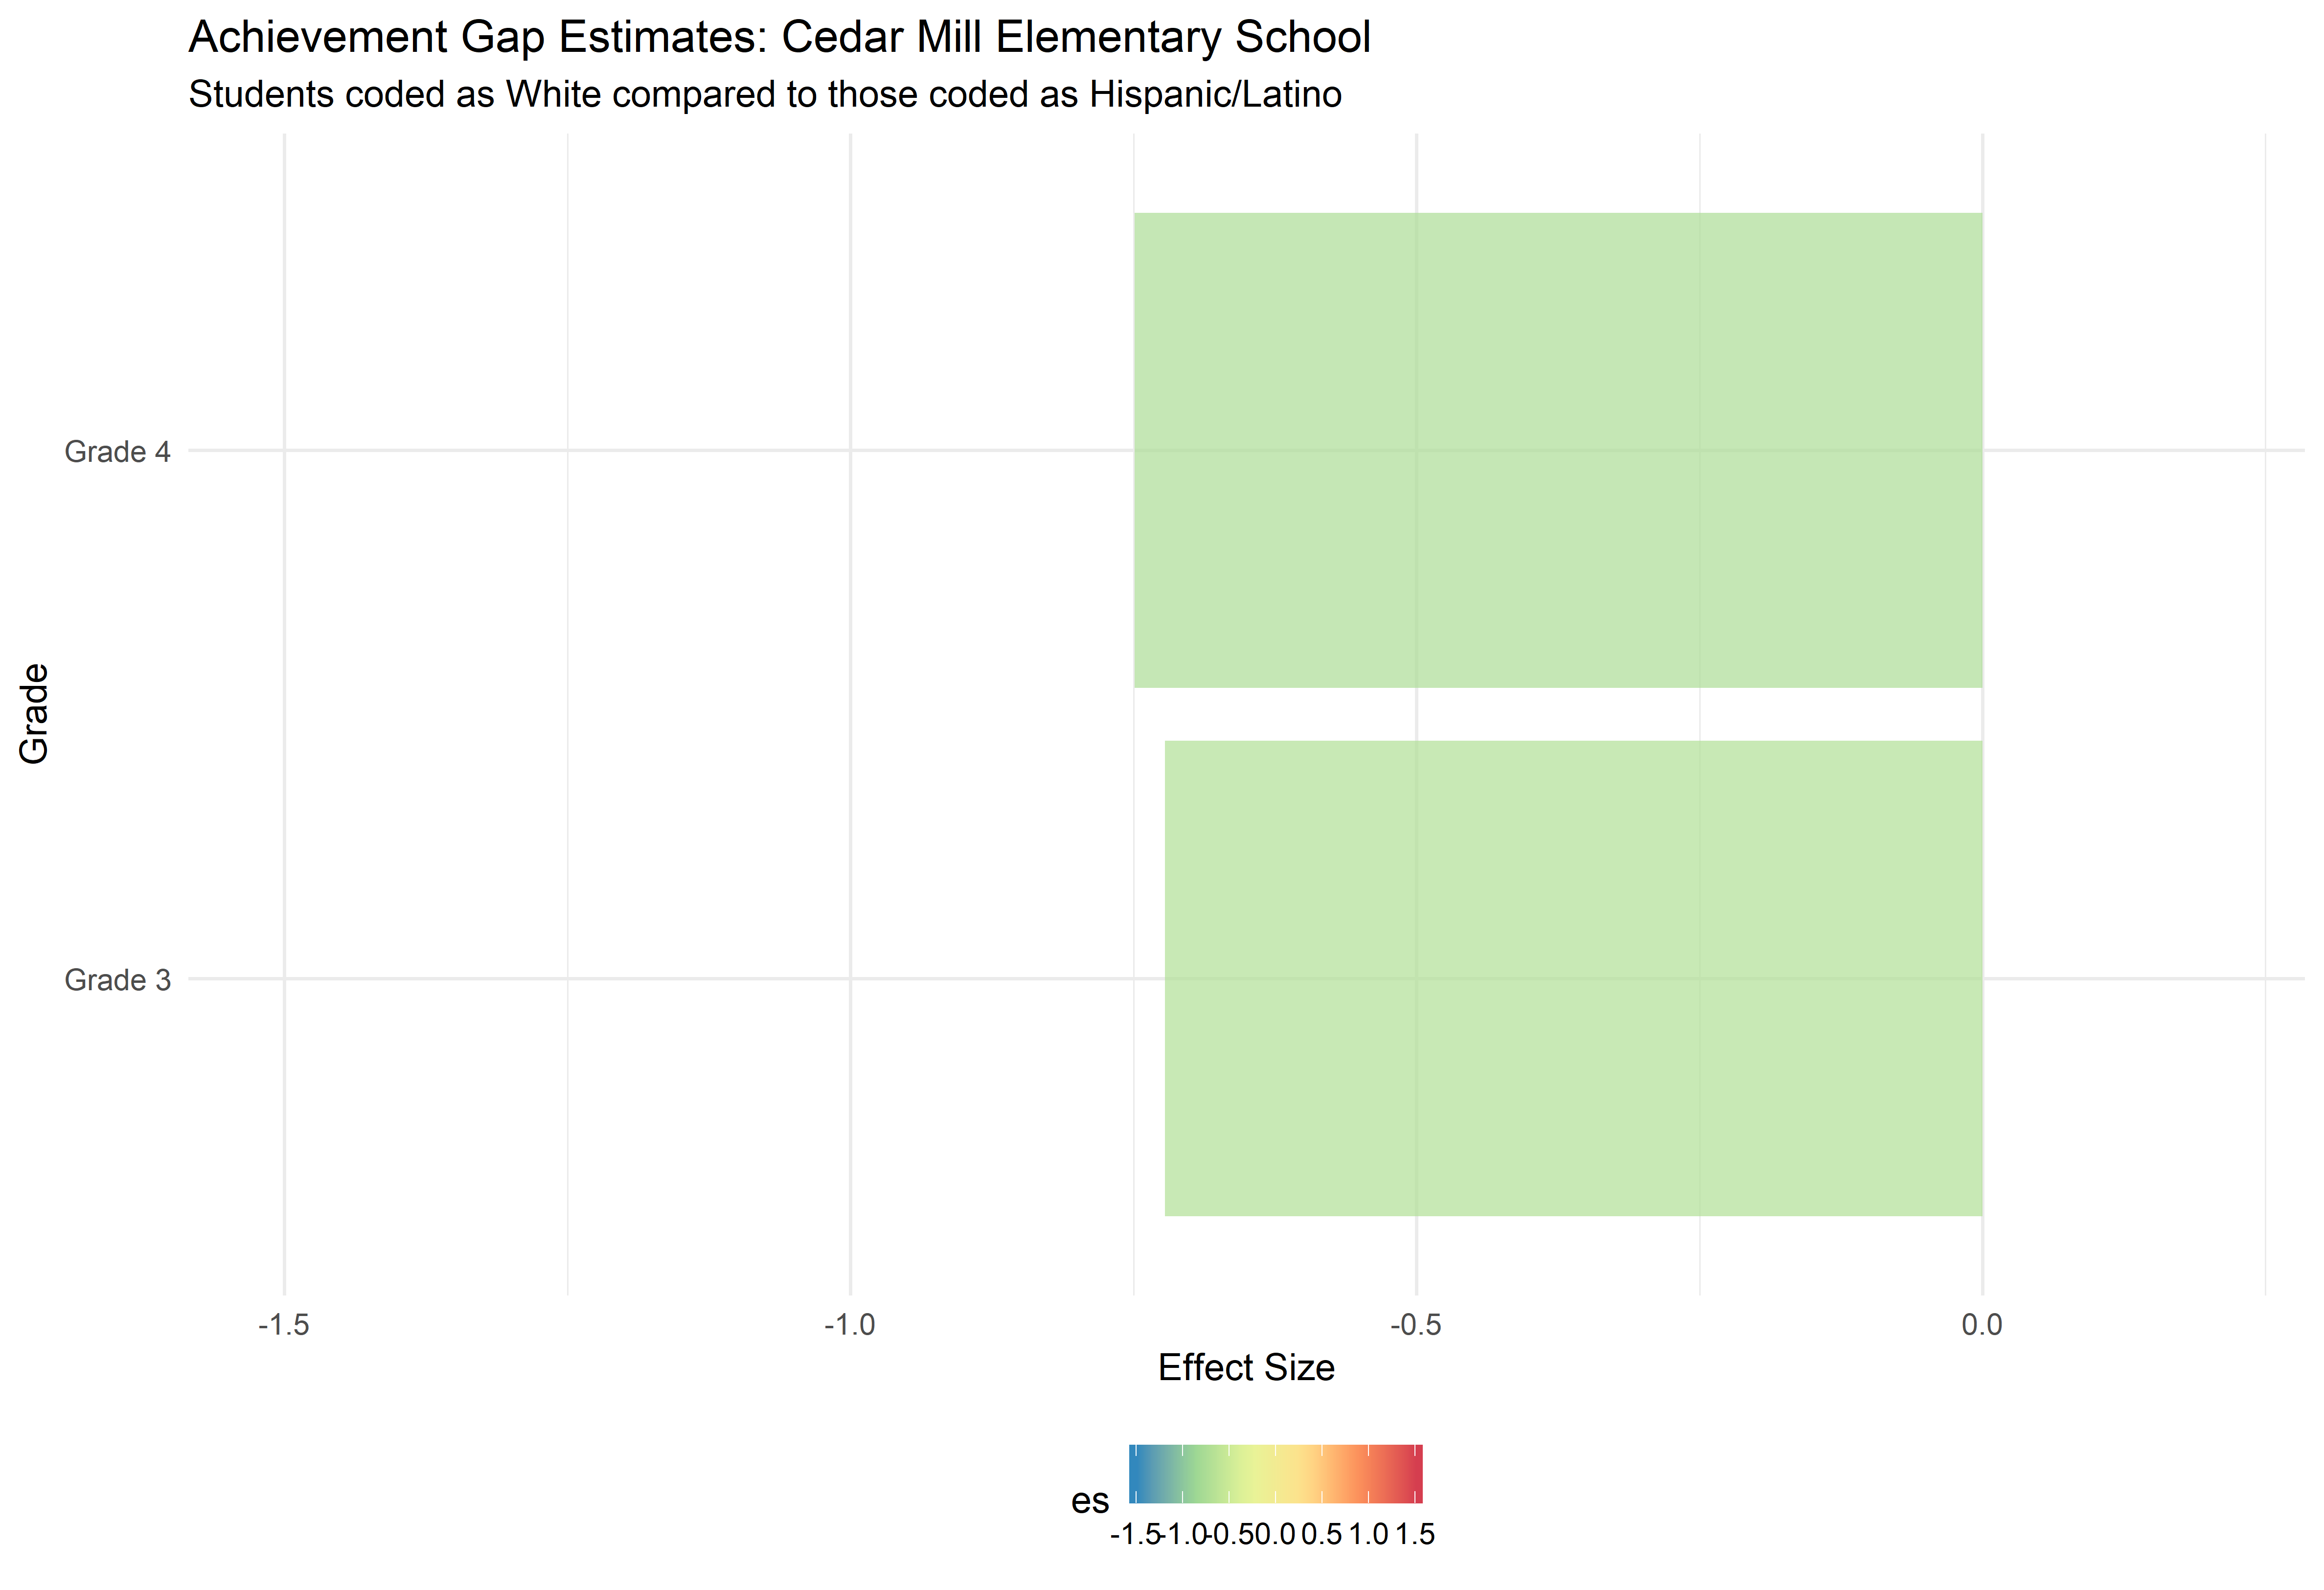 Achievement Gap Estimates: Cedar Mill Elementary School
Students coded as White compared to those coded as Hispanic/Latino
Grade
Grade 4
Grade 3
-1.5 -1.0 -0.5 0.0
Effect Size
es
-1.5 -1.0 -0.5 0.0 0.5 1.0 1.5